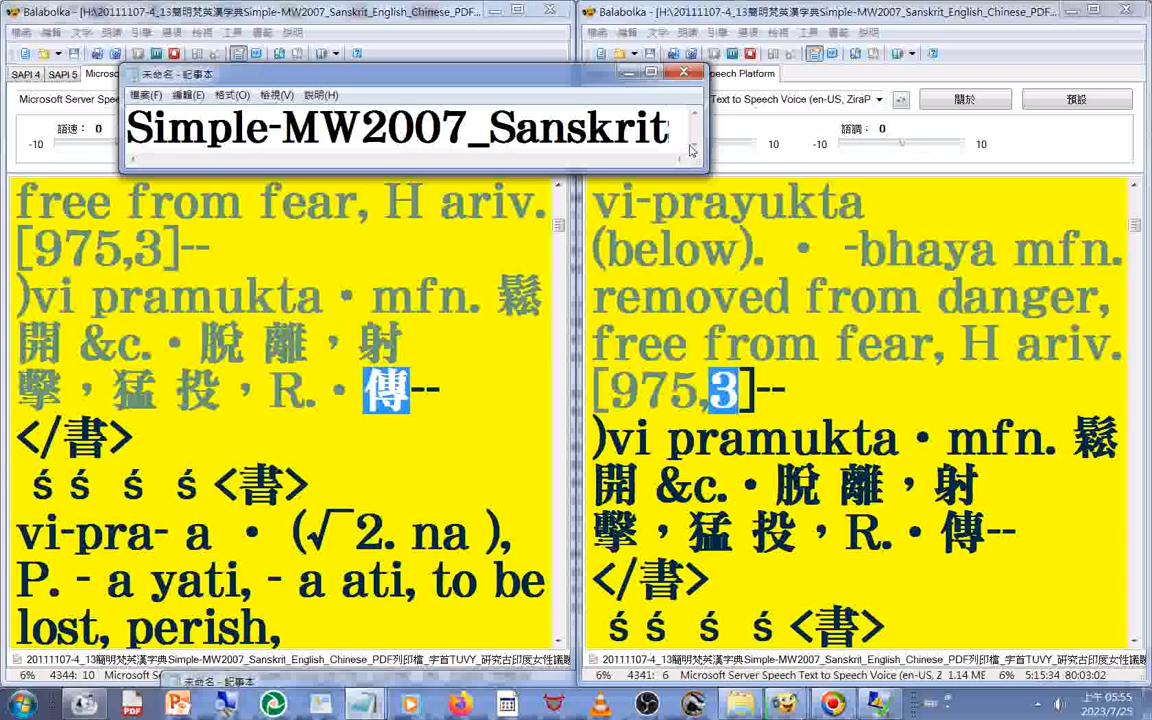 Balabolka - [H:\20111107-4_13簡明梵英漢字典Simple-MW2007_Sanskrit_English_Chinese_PDF...
Balabolka - [H:\20111107-4_13簡明梵英漢字典Simple-MW2007_Sanskrit_English_Chinese_PDF...
SAPI 4 SAPI 5 Microso
未命名 - 記事本
檔案(F) 編輯(E) 格式(O) 檢視(V) 說明(H)
Simple-MW2007_Sanskrit
peech Platform
Microsoft Server Spee
Text to Speech Voice (en-US, ZiraP
關於
預設
語速： 0
-10
語調： 0
10 -10 10
free from fear, H ariv.
[975,3]--
)vi pramukta・mfn. 鬆
開 &c.・脫 離，射
擊，猛 投，R.・傳--
</書>
ś ś ś ś <書>
vi-pra- a • (√ 2. na ),
P. - a yati, - a ati, to be
lost, perish,
vi-prayukta
(below). • -bhaya mfn.
removed from danger,
free from fear, H ariv.
[975,3]--
)vi pramukta・mfn. 鬆
開 &c.・脫 離，射
擊，猛 投，R.・傳--
</書>
ś ś ś ś <書>
20111107-4_13簡明梵英漢字典Simple-MW2007_Sanskrit_English_Chinese_PDF列印檔_字首TUVY_研究古印度女性議題
20111107-4_13簡明梵英漢字典Simple-MW2007_Sanskrit_English_Chinese_PDF列印檔_字首TUVY_研究古印度女性議題
6% 4344: 10 Microsoft S
未命名 - 記事本
6% 4341: 6 Microsoft Server Speech Text to Speech Voice (en-US, Z 1.14 ME 6% 5:15:34 80:03:02
上午 05:55
2023/7/25